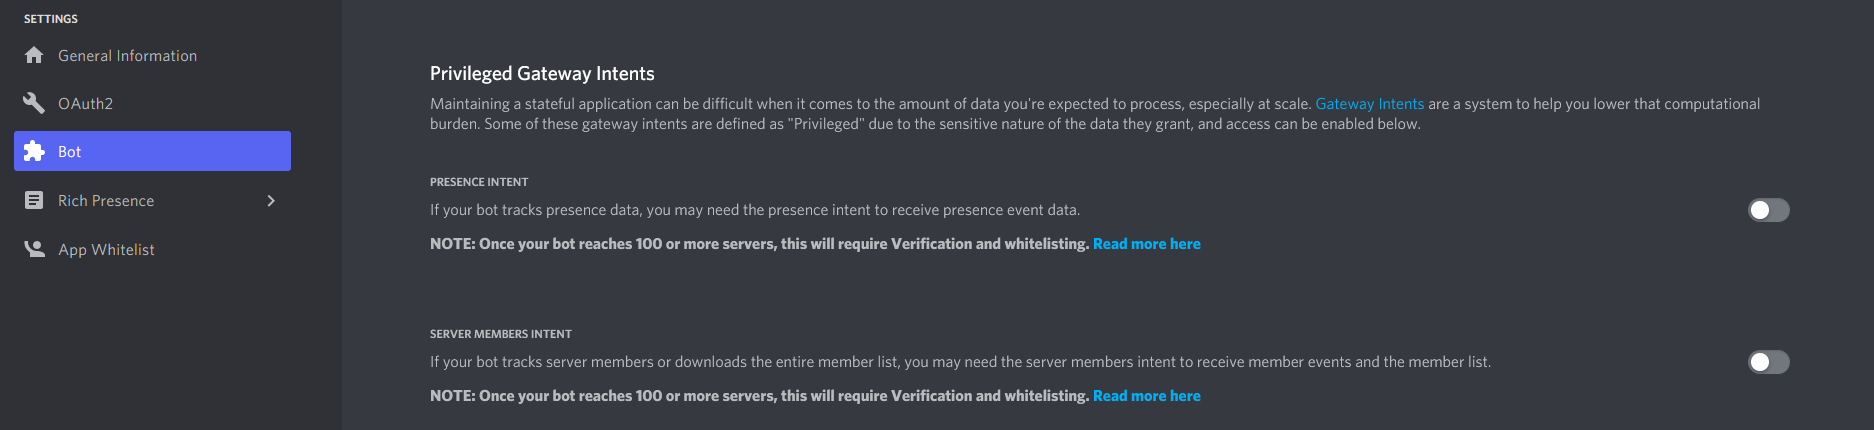 SETTINGS
General Information
OAuth2
Bot
Rich Presence
App Whitelist
Privileged Gateway Intents
Maintaining a stateful application can be difficult when it comes to the amount of data you're expected to process, especially at scale. Gateway Intents are a system to help you lower that computational
burden. Some of these gateway intents are defined as "Privileged" due to the sensitive nature of the data they grant, and access can be enabled below.
PRESENCE INTENT
If your bot tracks presence data, you may need the presence intent to receive presence event data.
NOTE: Once your bot reaches 100 or more servers, this will require Verification and whitelisting. Read more here
SERVER MEMBERS INTENT
If your bot tracks server members or downloads the entire member list, you may need the server members intent to receive member events and the member list.
NOTE: Once your bot reaches 100 or more servers, this will require Verification and whitelisting. Read more here